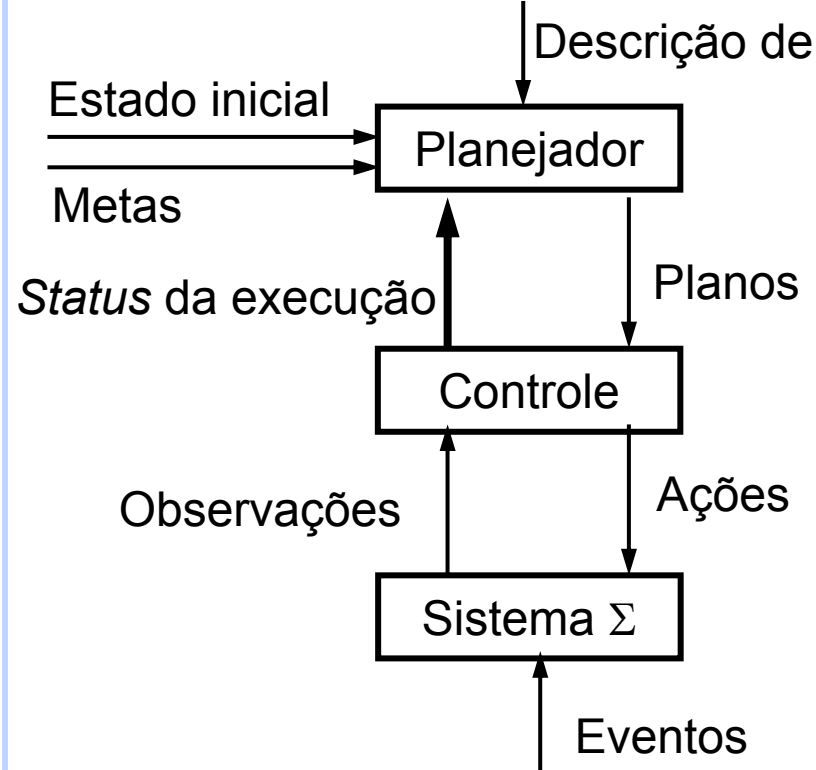 Descrição de
Estado inicial
Planejador
Metas
Status da execução
Planos
Controle
Observações
Ações
Sistema Σ
Eventos